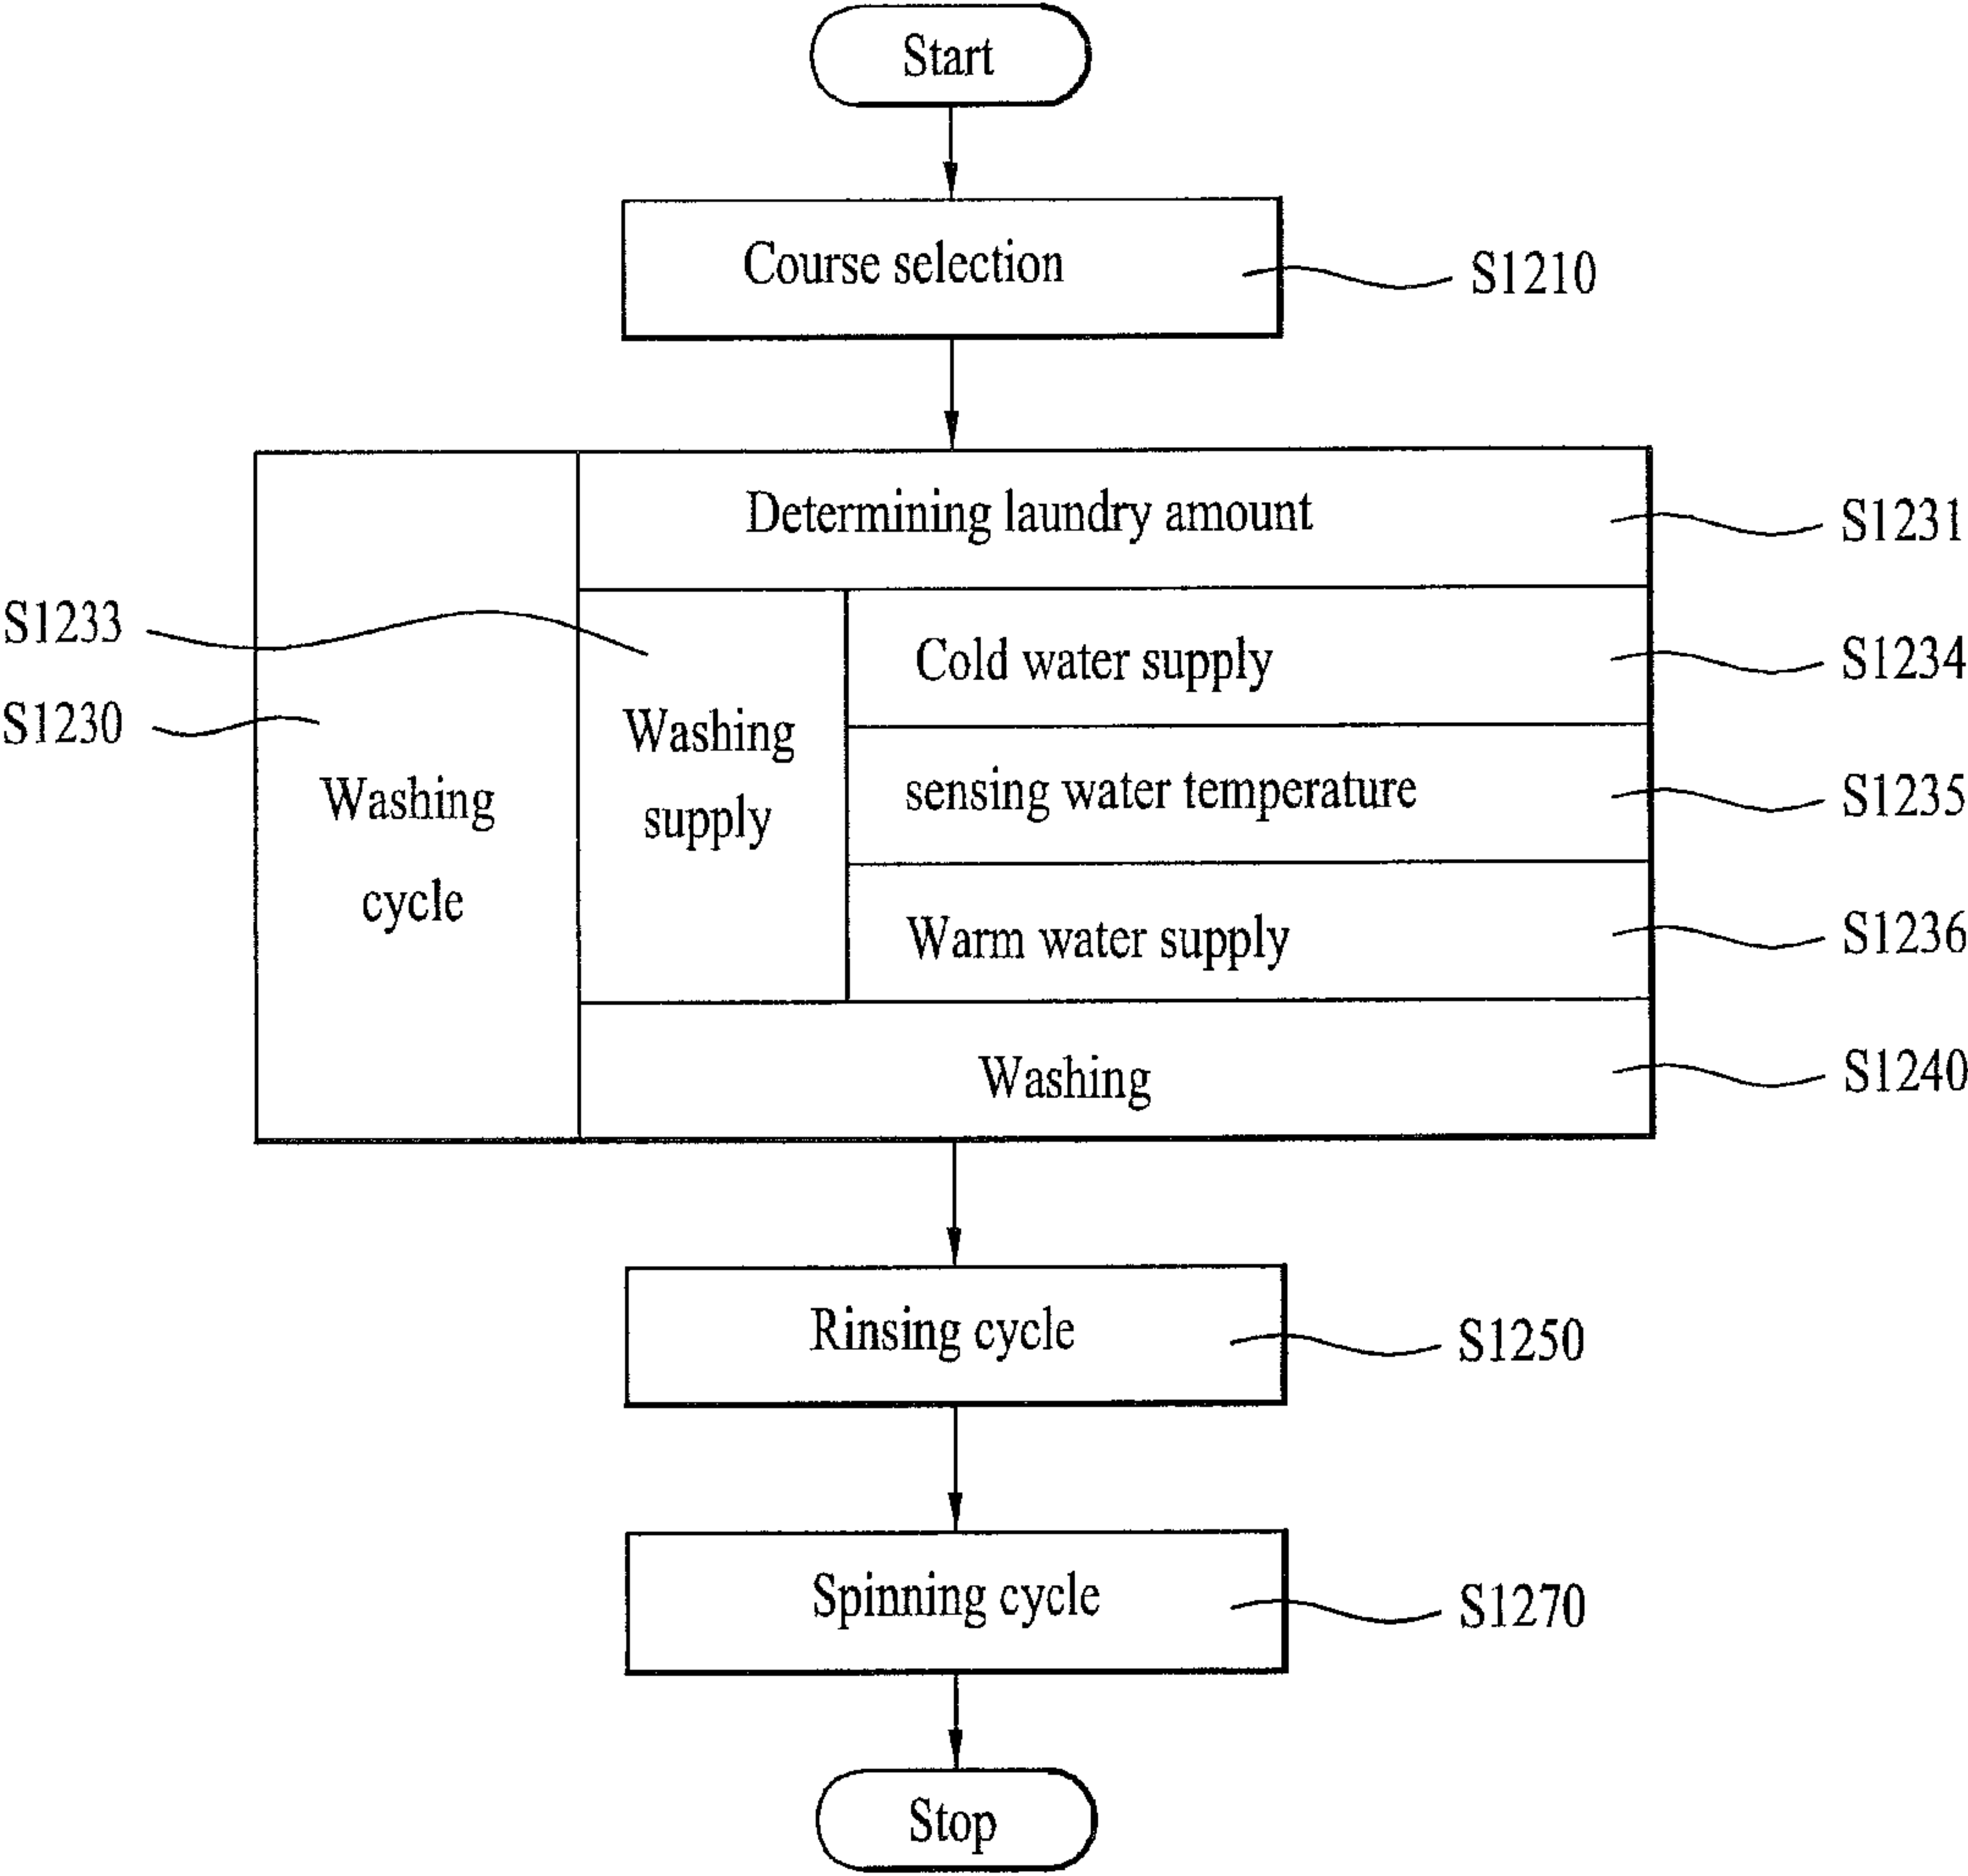 Start
Course selection
S1210
Determining laundry amount
S1231
S1233
Cold water supply
S1234
S1230
Washing
supply
sensing water temperature
S1235
Washing
cycle
Warm water supply
S1236
Washing
S1240
Rinsing cycle
S1250
Spinning cycle
S1270
Stop